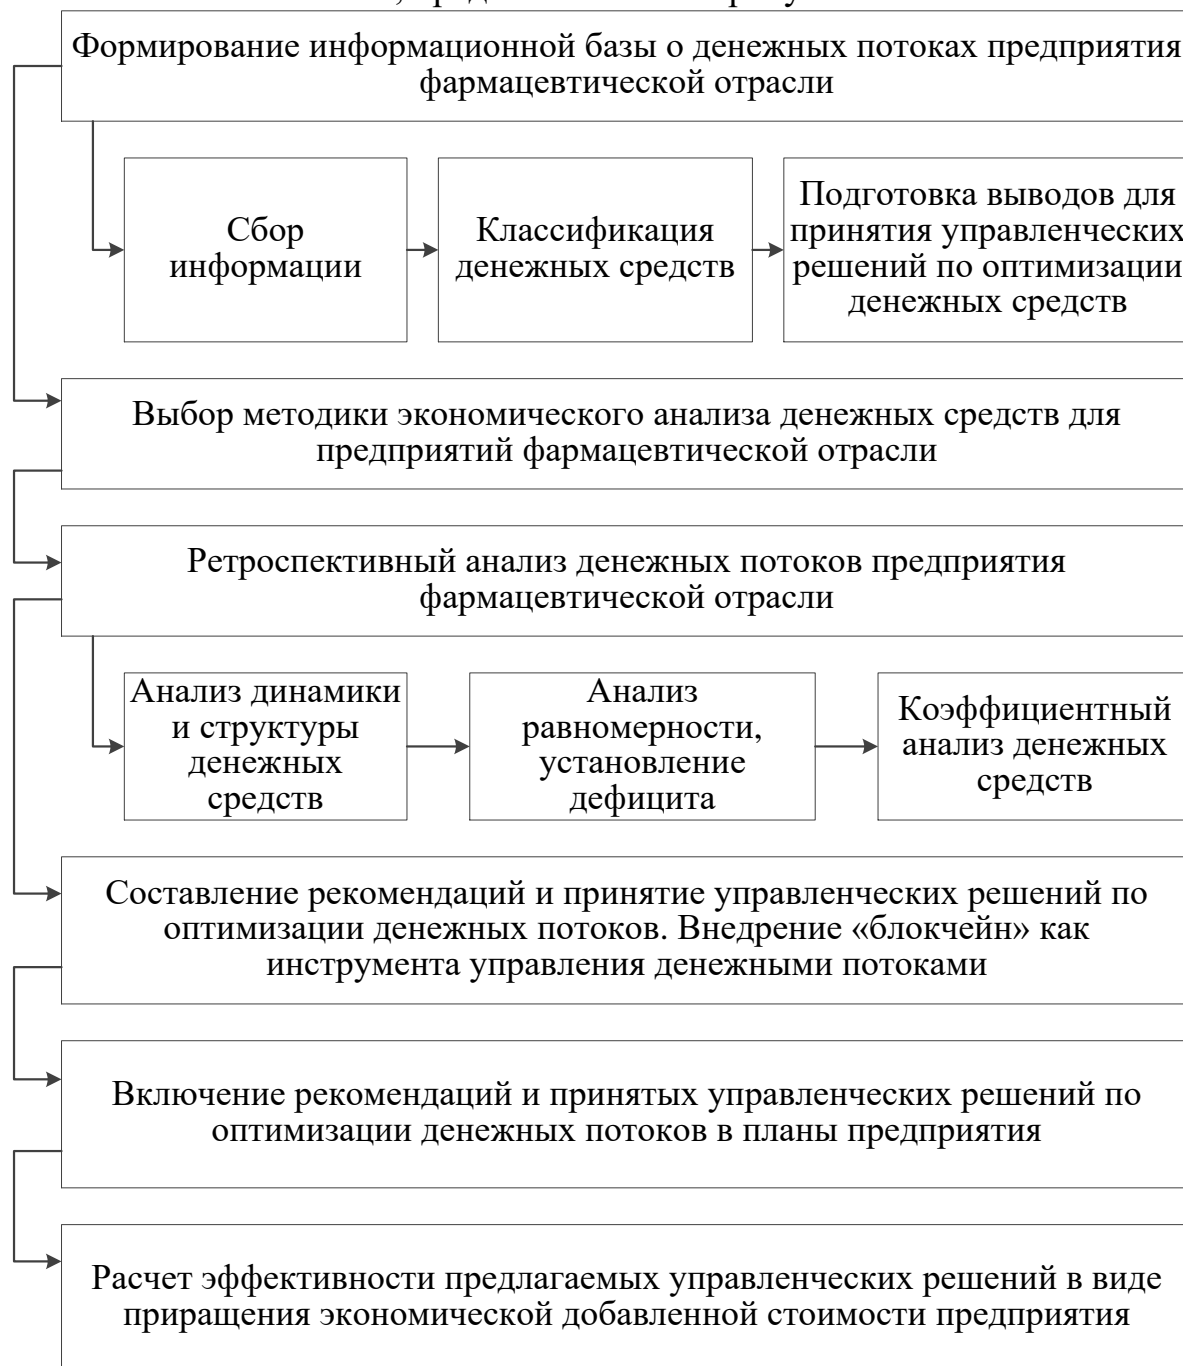 Формирование информационной базы о денежных потоках предприятия
фармацевтической отрасли
Сбор
информации
Классификация
денежных средств
Подготовка выводов для
принятия управленческих
решений по оптимизации
денежных средств
Выбор методики экономического анализа денежных средств для
предприятий фармацевтической отрасли
Ретроспективный анализ денежных потоков предприятия
фармацевтической отрасли
Анализ динамики
и структуры
денежных
средств
Анализ
равномерности,
установление
дефицита
Коэффициентный
анализ денежных
средств
Составление рекомендаций и принятие управленческих решений по
оптимизации денежных потоков. Внедрение «блокчейн» как
инструмента управления денежными потоками
Включение рекомендаций и принятых управленческих решений по
оптимизации денежных потоков в планы предприятия
Расчет эффективности предлагаемых управленческих решений в виде
приращения экономической добавленной стоимости предприятия